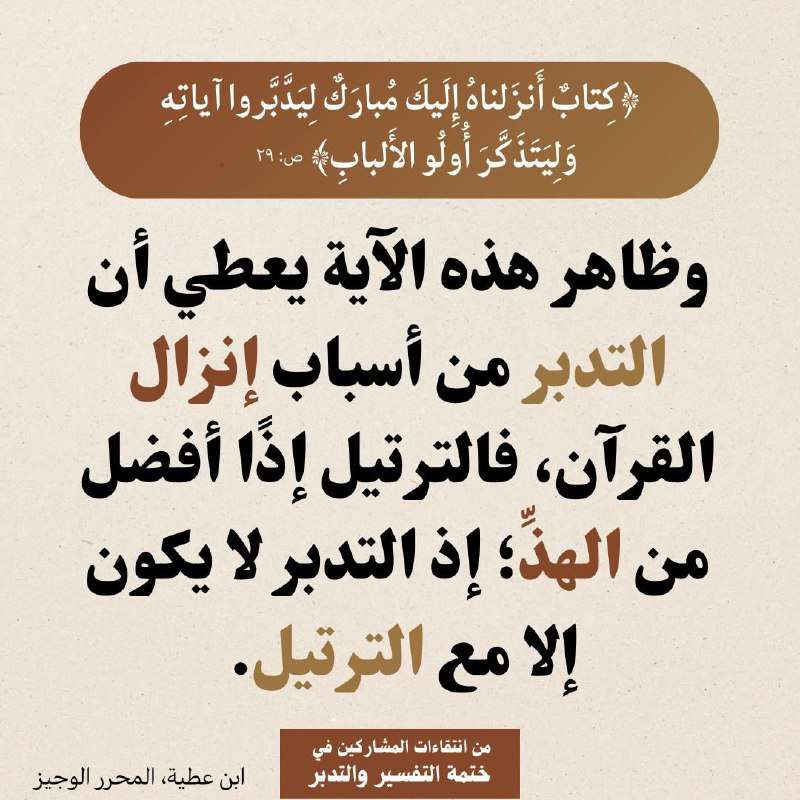 ﴿كِتابٌ أَنزَلناهُ إِلَيكَ مُبارَكٌ لِيَدَّبَّروا آياتِهِ
وَلِيَتَذَكَّرَ أُولُو الأَلبابِ﴾ ص: ٢٩
وظاهر هذه الآية يعطي أن
التدبر من أسباب إنزال
القرآن، فالترتيل إذًا أفضل
من الهذِّ؛ إذ التدبر لا يكون
إلا مع الترتيل.
من انتقاءات المشاركين في
ختمة التفسير والتدبر
ابن عطية، المحرر الوجيز